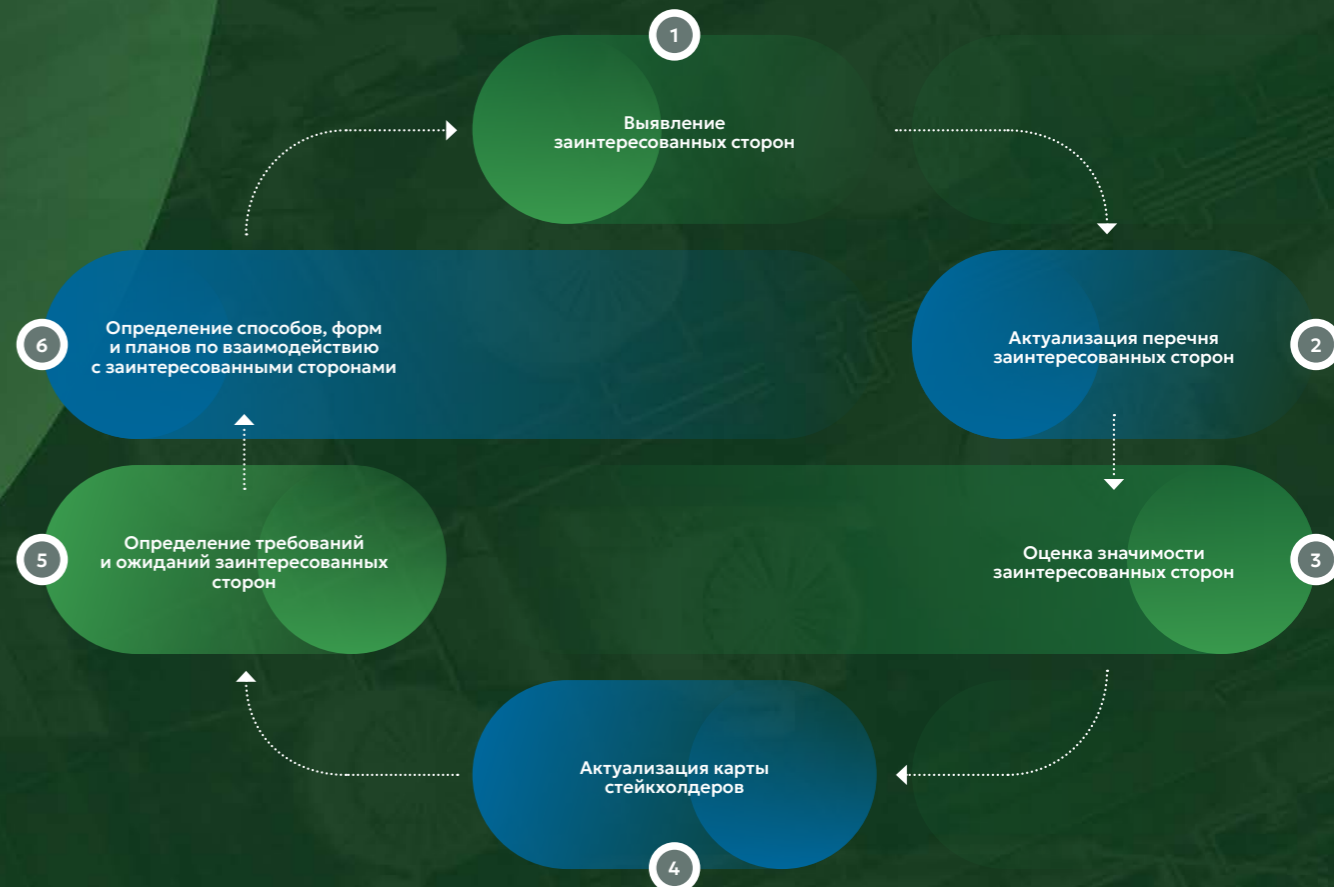 1
Выявление
заинтересованных сторон
2
Актуализация перечня
заинтересованных сторон
3
Оценка значимости
заинтересованных сторон
4
Актуализация карты
стейкхолдеров
5
Определение требований
и ожиданий заинтересованных
сторон
6
Определение способов, форм
и планов по взаимодействию
с заинтересованными сторонами